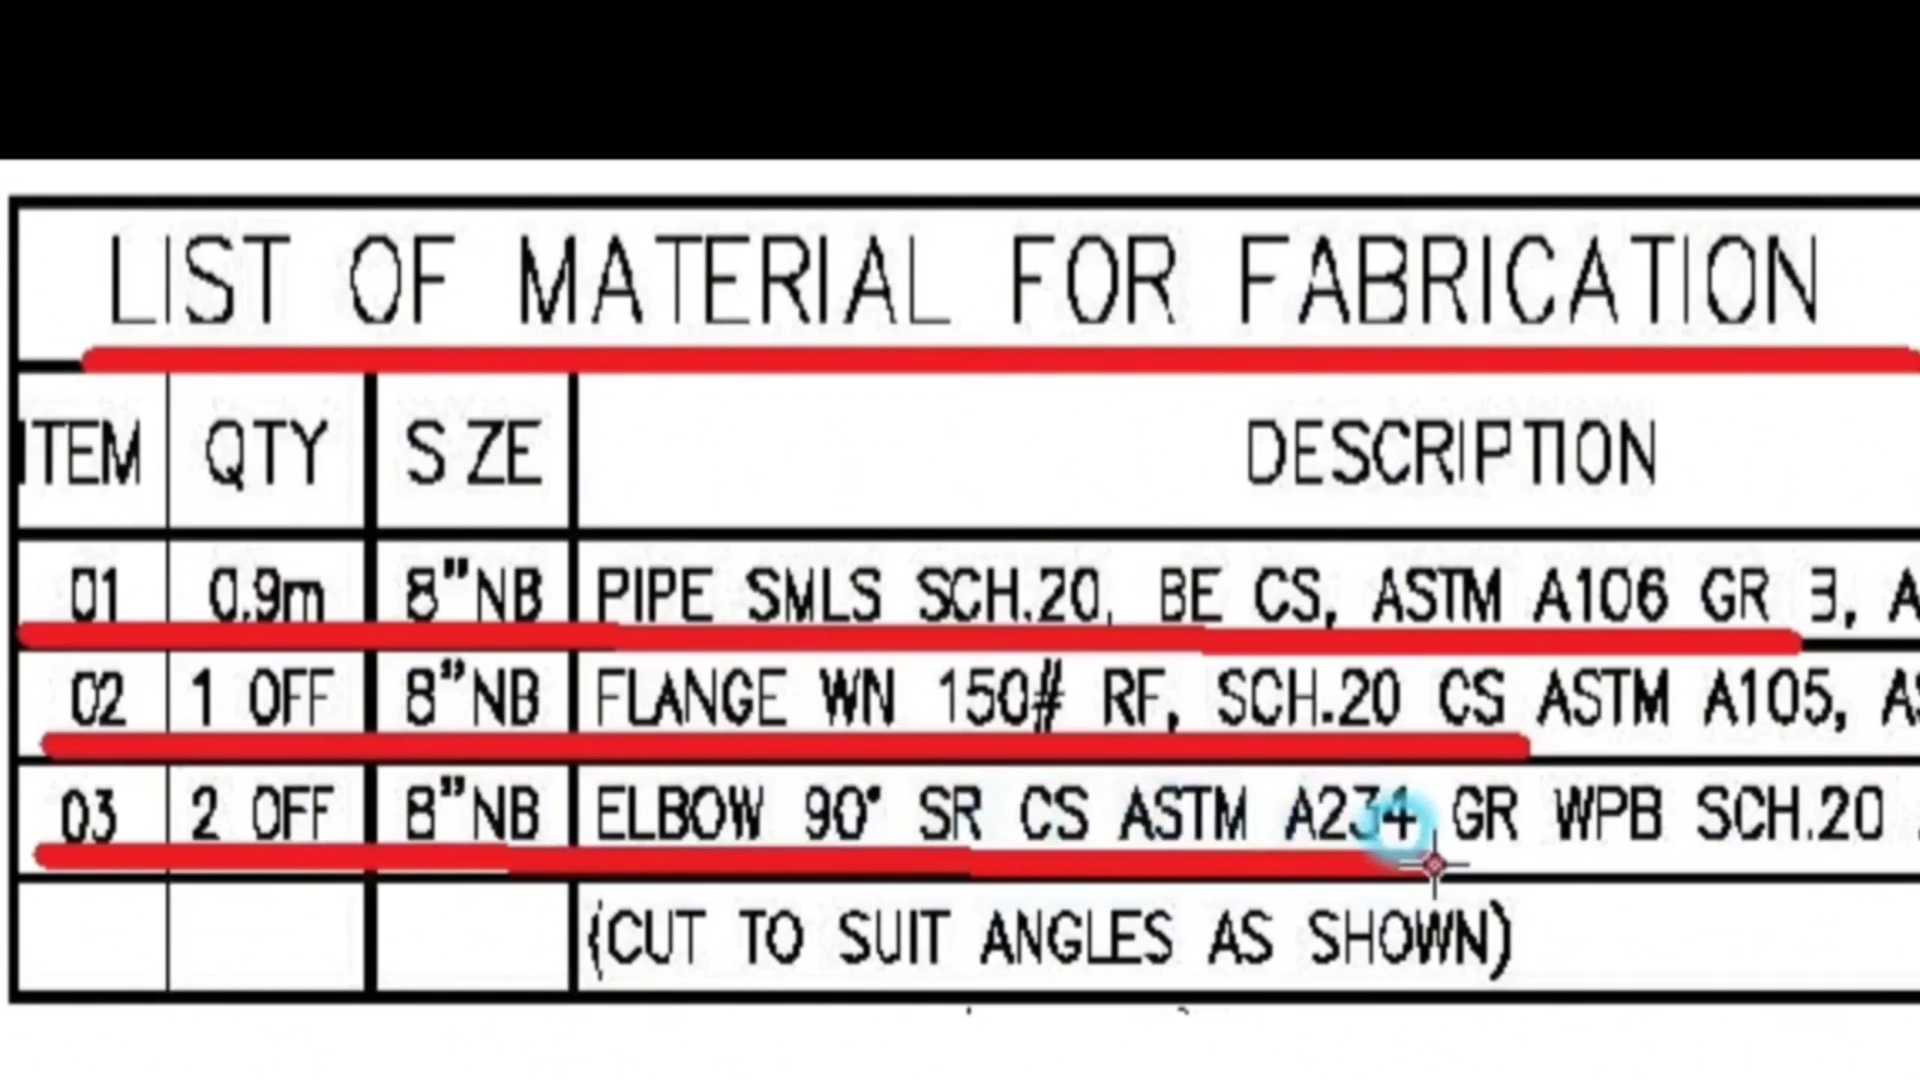 LIST OF MATERIAL FOR FABRICATION
ITEM QTY SIZE DESCRIPTION
01 0.9m 8"NB PIPE SMLS SCH.20, BE CS, ASTM A106 GR B, A
02 1 OFF 8"NB FLANGE WN 150# RF, SCH.20 CS ASTM A105, AS
03 2 OFF 8"NB ELBOW 90° SR CS ASTM A234 GR WPB SCH.20
(CUT TO SUIT ANGLES AS SHOWN)